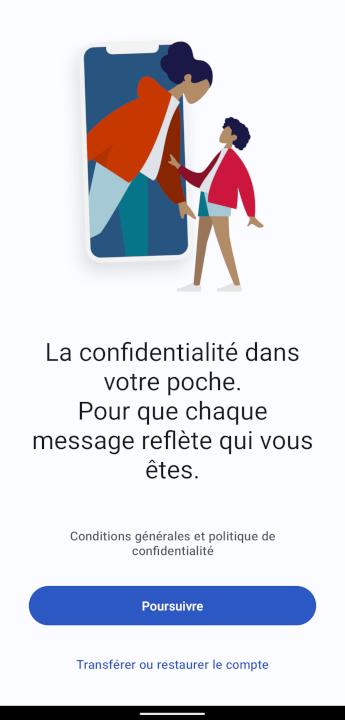 La confidentialité dans
votre poche.
Pour que chaque
message reflète qui vous
êtes.
Conditions générales et politique de
confidentialité
Poursuivre
Transférer ou restaurer le compte